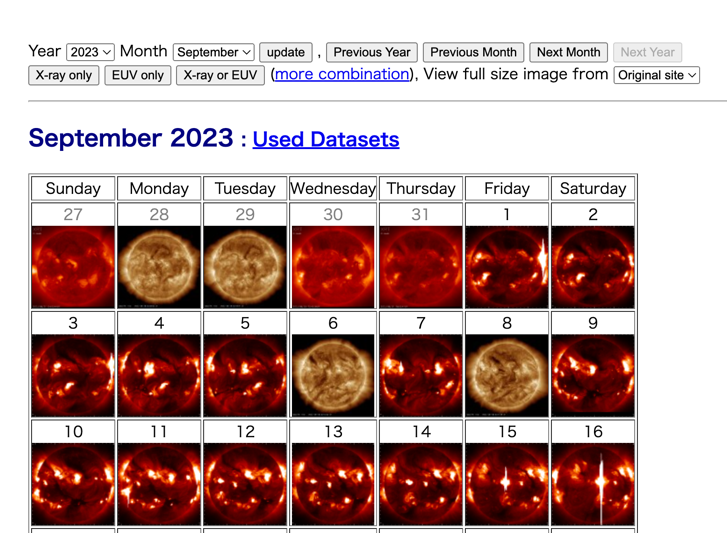 Year 2023 Month September update , Previous Year Previous Month Next Month Next Year
X-ray only EUV only X-ray or EUV (more combination), View full size image from Original site
September 2023 : Used Datasets
Sunday Monday Tuesday Wednesday Thursday Friday Saturday
27 28 29 30 31 1 2
3 4 5 6 7 8 9
10 11 12 13 14 15 16